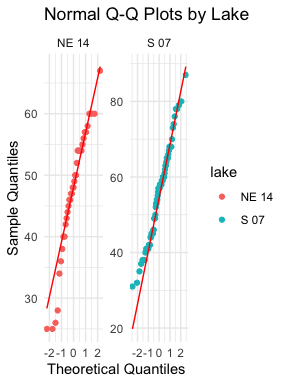 Normal Q-Q Plots by Lake
NE 14 S 07
Sample Quantiles
60
50
40
30
80
60
40
20
-2 -1 0 1 2 -2 -1 0 1 2
Theoretical Quantiles
lake
NE 14
S 07